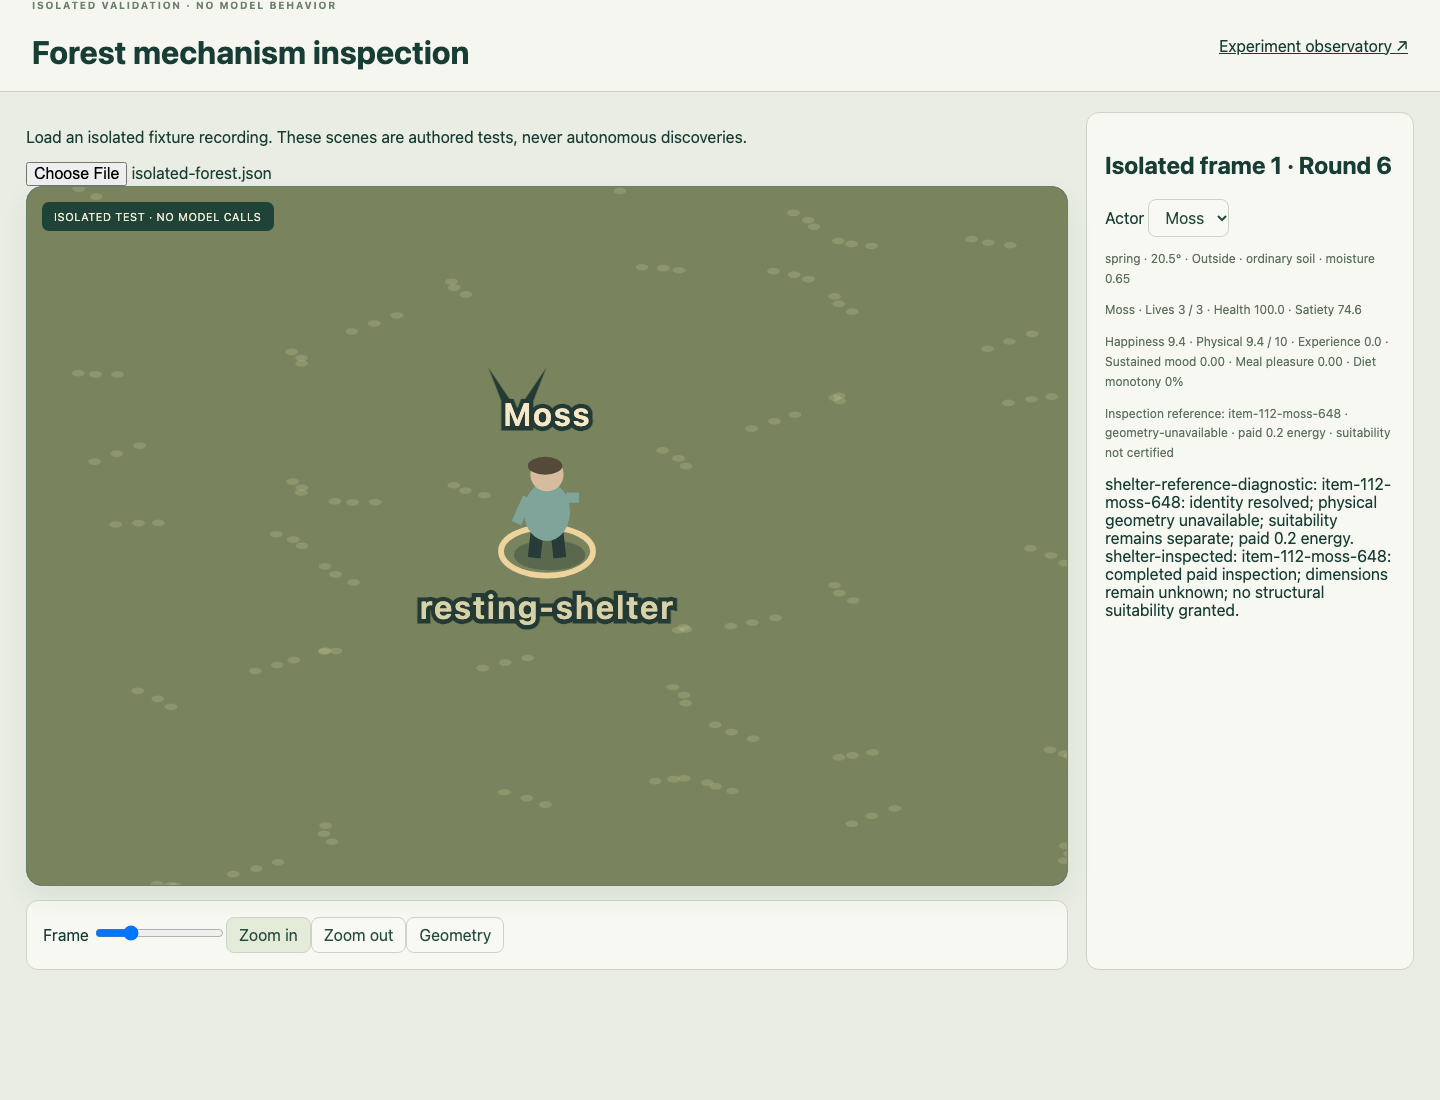 ISOLATED VALIDATION · NO MODEL BEHAVIOR
Forest mechanism inspection
Experiment observatory ↗
Load an isolated fixture recording. These scenes are authored tests, never autonomous discoveries.
Choose File isolated-forest.json
ISOLATED TEST · NO MODEL CALLS
Moss
resting-shelter
Frame
Zoom in
Zoom out
Geometry
Isolated frame 1 · Round 6
Actor Moss
spring · 20.5° · Outside · ordinary soil · moisture
0.65
Moss · Lives 3 / 3 · Health 100.0 · Satiety 74.6
Happiness 9.4 · Physical 9.4 / 10 · Experience 0.0 ·
Sustained mood 0.00 · Meal pleasure 0.00 · Diet
monotony 0%
Inspection reference: item-112-moss-648 ·
geometry-unavailable · paid 0.2 energy · suitability
not certified
shelter-reference-diagnostic: item-112-
moss-648: identity resolved; physical
geometry unavailable; suitability
remains separate; paid 0.2 energy.
shelter-inspected: item-112-moss-648:
completed paid inspection; dimensions
remain unknown; no structural
suitability granted.